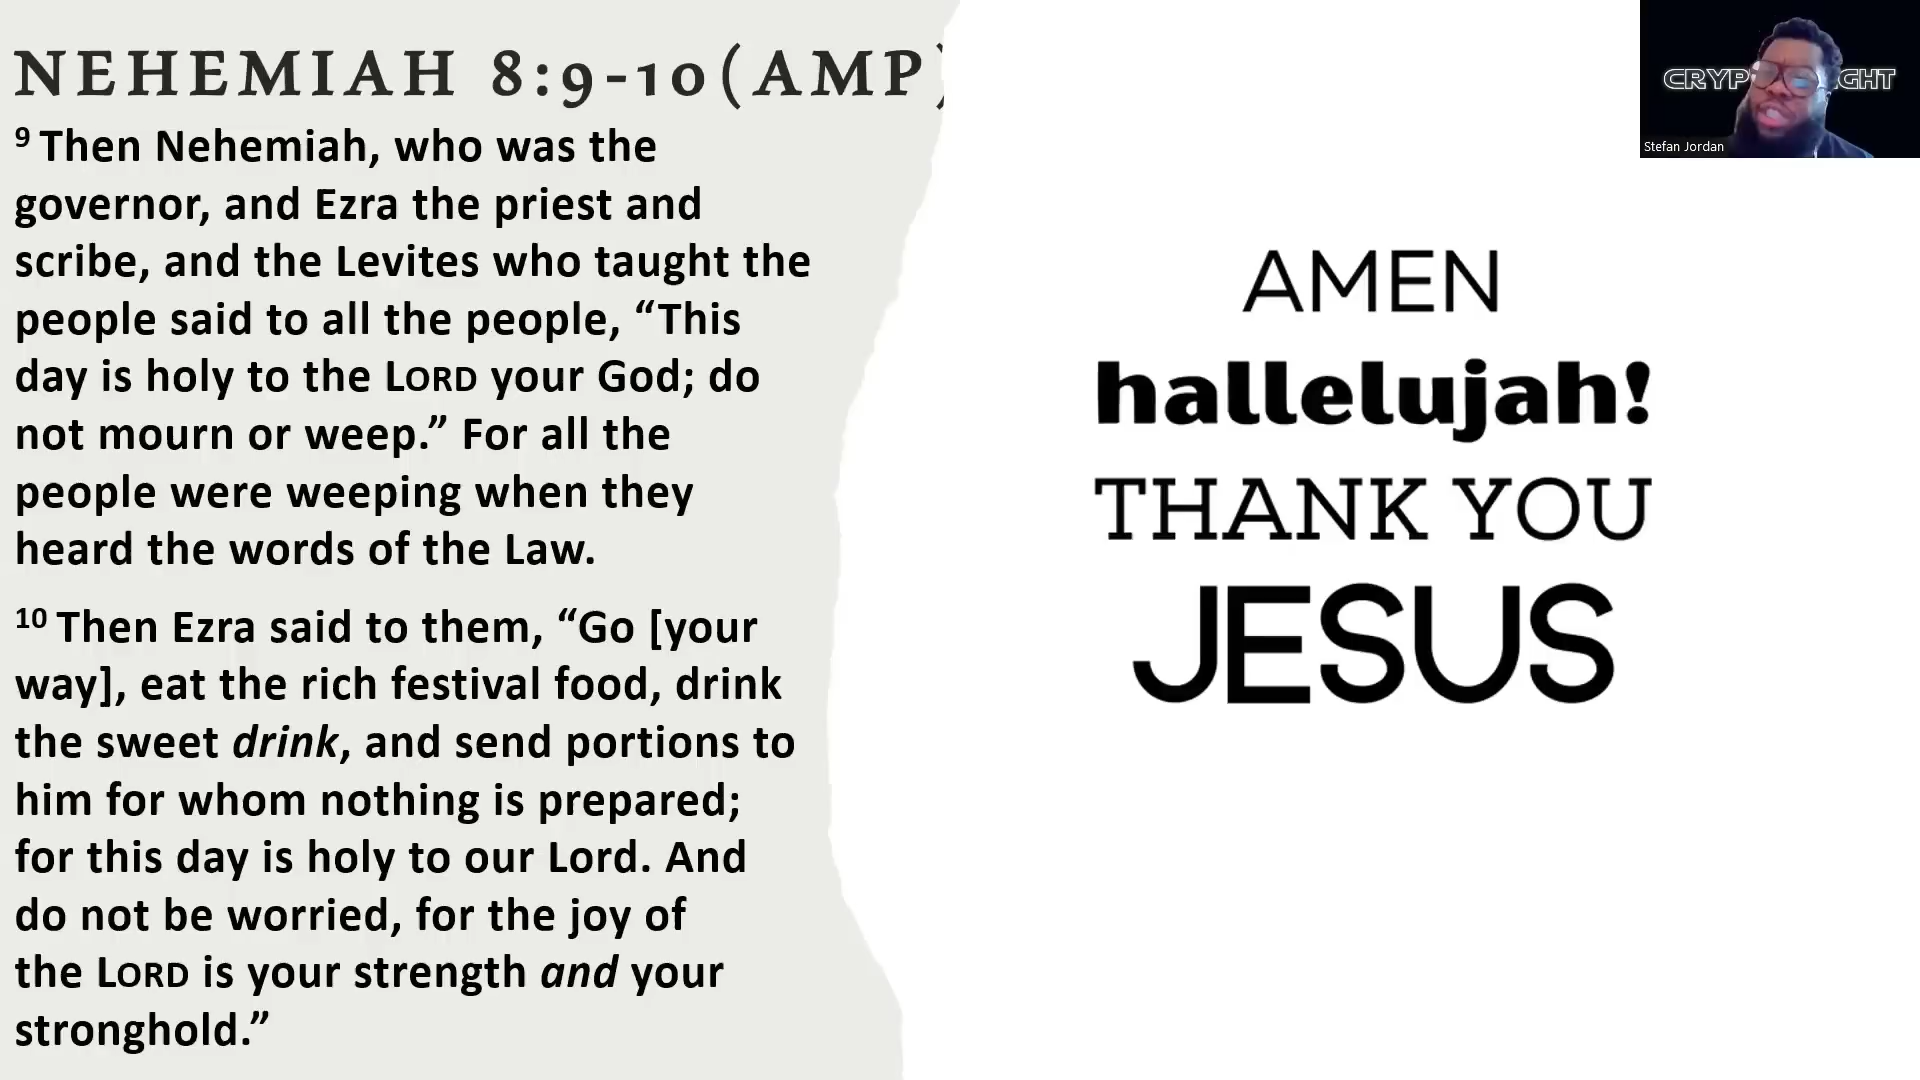 NEHEMIAH 8:9-10(AMP)
9 Then Nehemiah, who was the
governor, and Ezra the priest and
scribe, and the Levites who taught the
people said to all the people, “This
day is holy to the LORD your God; do
not mourn or weep.” For all the
people were weeping when they
heard the words of the Law.
10 Then Ezra said to them, “Go [your
way], eat the rich festival food, drink
the sweet drink, and send portions to
him for whom nothing is prepared;
for this day is holy to our Lord. And
do not be worried, for the joy of
the LORD is your strength and your
stronghold.”
AMEN
hallelujah!
THANK YOU
JESUS
Stefan Jordan